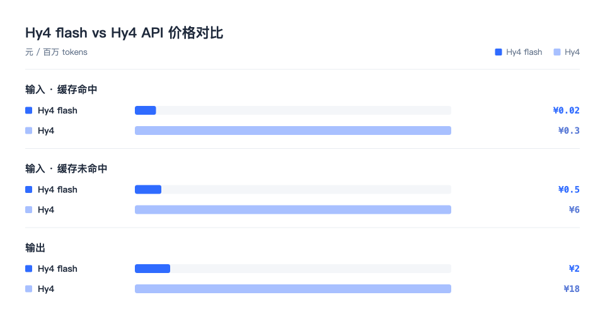 Hy4 flash vs Hy4 API 价格对比
元 / 百万 tokens
Hy4 flash Hy4
输入 · 缓存命中
Hy4 flash ¥0.02
Hy4 ¥0.3
输入 · 缓存未命中
Hy4 flash ¥0.5
Hy4 ¥6
输出
Hy4 flash ¥2
Hy4 ¥18